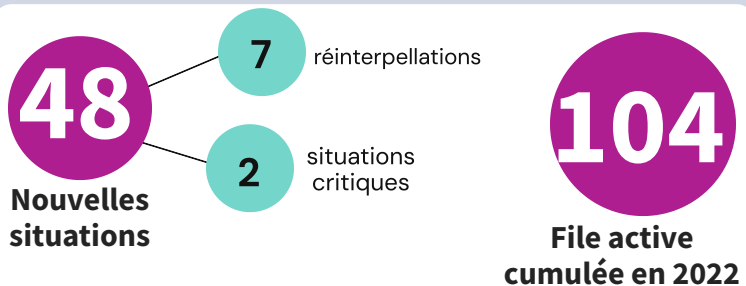 48
Nouvelles
situations
7
réinterpellations
2
situations
critiques
104
File active
cumulée en 2022